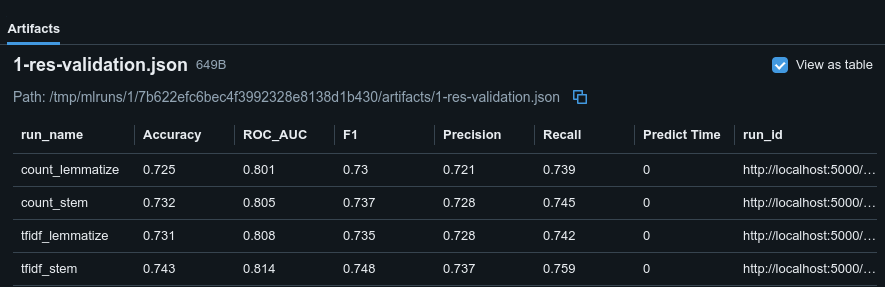 Artifacts
1-res-validation.json 649B View as table
Path: /tmp/mlruns/1/7b622efc6bec4f3992328e8138d1b430/artifacts/1-res-validation.json
run_name Accuracy ROC_AUC F1 Precision Recall Predict Time run_id
count_lemmatize 0.725 0.801 0.73 0.721 0.739 0 http://localhost:5000/…
count_stem 0.732 0.805 0.737 0.728 0.745 0 http://localhost:5000/…
tfidf_lemmatize 0.731 0.808 0.735 0.728 0.742 0 http://localhost:5000/…
tfidf_stem 0.743 0.814 0.748 0.737 0.759 0 http://localhost:5000/…